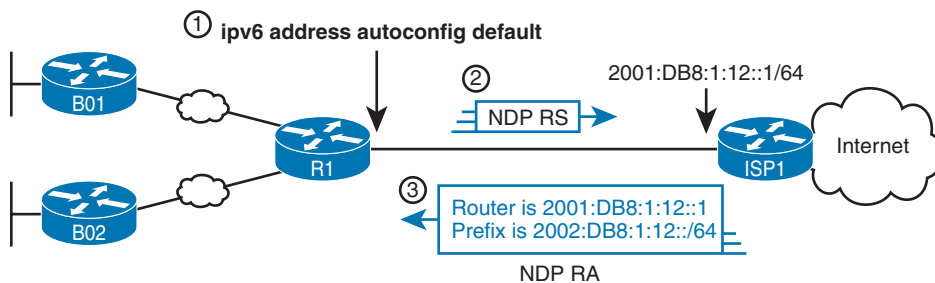 ① ipv6 address autoconfig default
②
2001:DB8:1:12::1/64
B01
NDP RS
Internet
R1
ISP1
③
Router is 2001:DB8:1:12::1
Prefix is 2002:DB8:1:12::/64
B02
NDP RA